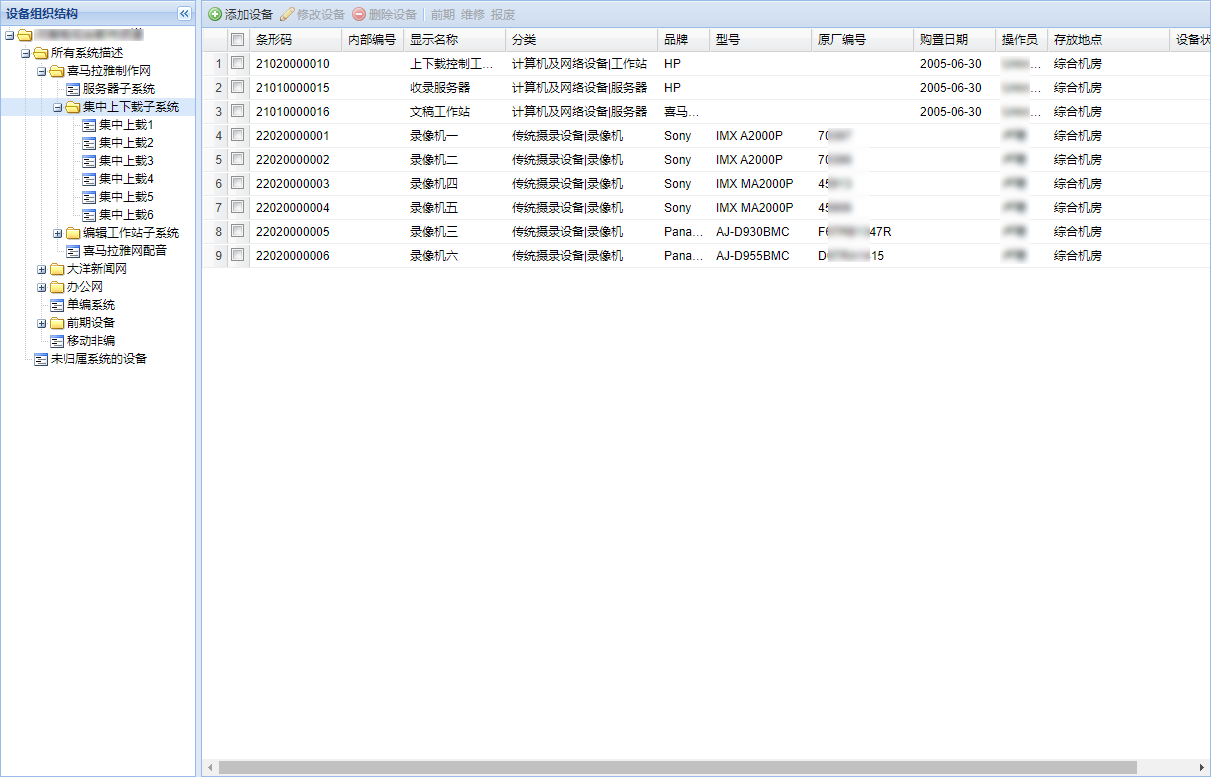 设备组织结构
所有系统描述
喜马拉雅制作网
服务器子系统
集中上下载子系统
集中上载1
集中上载2
集中上载3
集中上载4
集中上载5
集中上载6
编辑工作站子系统
喜马拉雅网配音
大洋新闻网
办公网
单编系统
前期设备
移动非编
未归属系统的设备
添加设备 修改设备 删除设备 前期 维修 报废
条形码 内部编号 显示名称 分类 品牌 型号 原厂编号 购置日期 操作员 存放地点 设备状
1 21020000010 上下载控制工... 计算机及网络设备|工作站 HP 2005-06-30 ... 综合机房
2 21010000015 收录服务器 计算机及网络设备|服务器 HP 2005-06-30 ... 综合机房
3 21010000016 文稿工作站 计算机及网络设备|服务器 喜马... 2005-06-30 ... 综合机房
4 22020000001 录像机一 传统摄录设备|录像机 Sony IMX A2000P 70 综合机房
5 22020000002 录像机二 传统摄录设备|录像机 Sony IMX A2000P 70 综合机房
6 22020000003 录像机四 传统摄录设备|录像机 Sony IMX MA2000P 45 综合机房
7 22020000004 录像机五 传统摄录设备|录像机 Sony IMX MA2000P 45 综合机房
8 22020000005 录像机三 传统摄录设备|录像机 Pana... AJ-D930BMC F 47R 综合机房
9 22020000006 录像机六 传统摄录设备|录像机 Pana... AJ-D955BMC D 15 综合机房